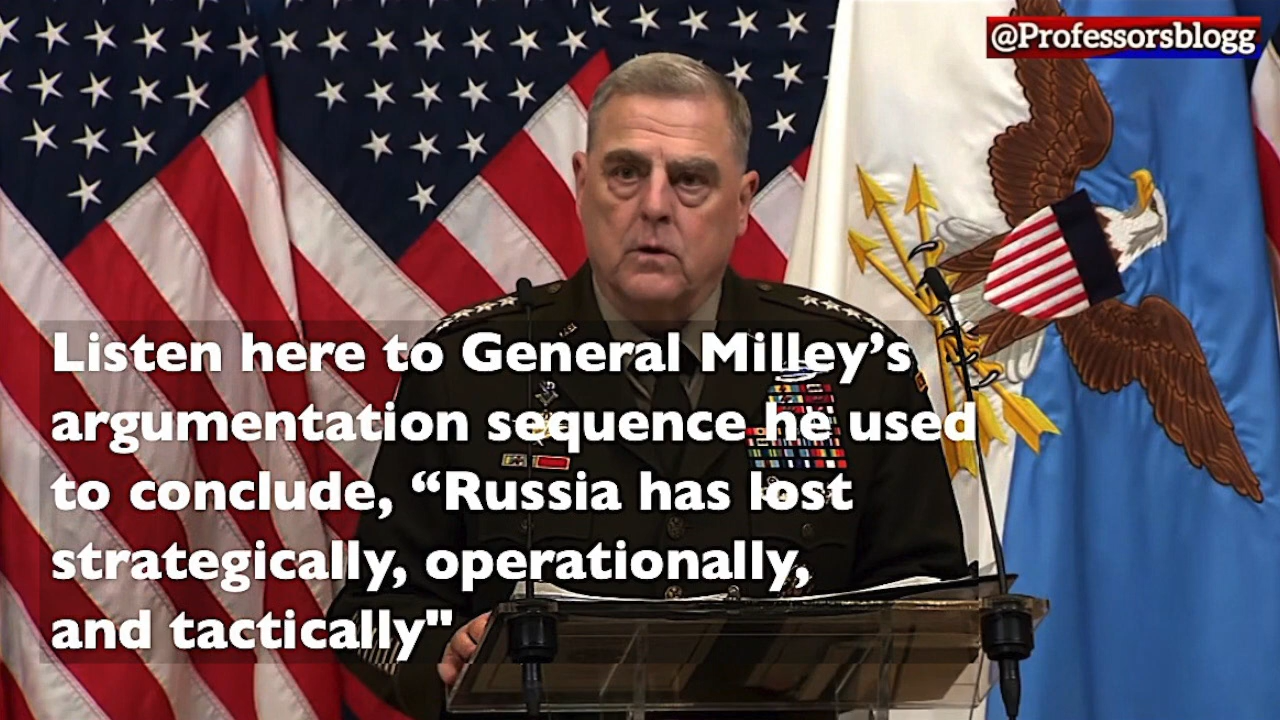 @Professorsblogg
Listen here to General Milley’s
argumentation sequence he used
to conclude, “Russia has lost
strategically, operationally,
and tactically"